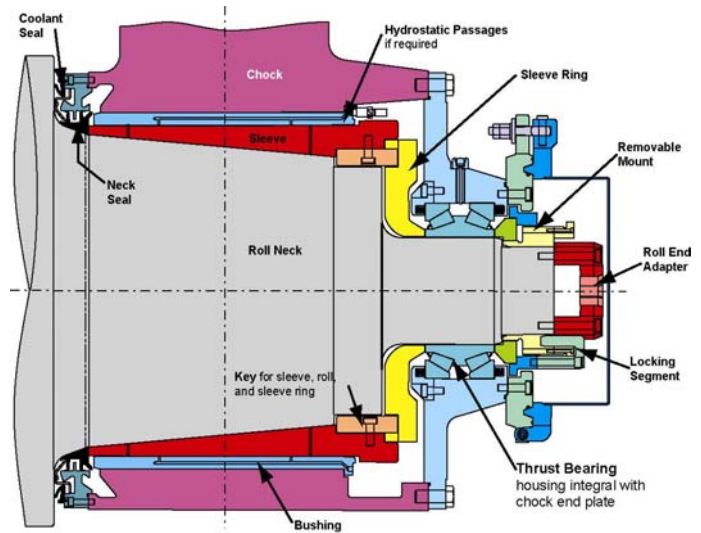 Coolant
Seal
Hydrostatic Passages
if required
Chock
Sleeve Ring
Sleeve
Removable
Mount
Neck
Seal
Roll Neck
Roll End
Adapter
Key for sleeve, roll,
and sleeve ring
Locking
Segment
Thrust Bearing
housing integral with
chock end plate
Bushing